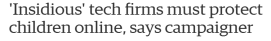 'Insidious' tech firms must protect
children online, says campaigner